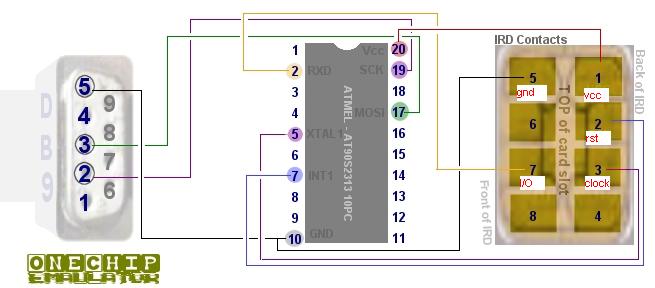 IRD Contacts
Back of IRD
Front of IRD
TOP of card slot
5
gnd
1
vcc
6
2
rst
7
I/O
3
clock
8
4
DB9
5
9
4
8
3
7
2
6
1
ATMEL - AT90S2313 10PC
1
Vcc 20
2 RXD
SCK 19
3
18
4
MOSI 17
5 XTAL1
16
6
15
7 INT1
14
8
13
9
12
10 GND
11
ONECHIP
EMAULATOR